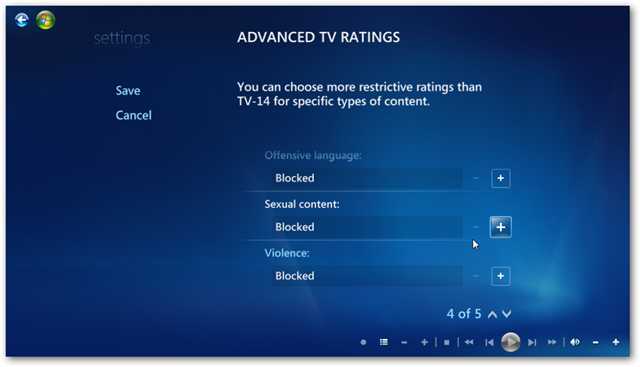 settings
ADVANCED TV RATINGS
Save
Cancel
You can choose more restrictive ratings than
TV-14 for specific types of content.
Offensive language:
Blocked
Sexual content:
Blocked
Violence:
Blocked
4 of 5